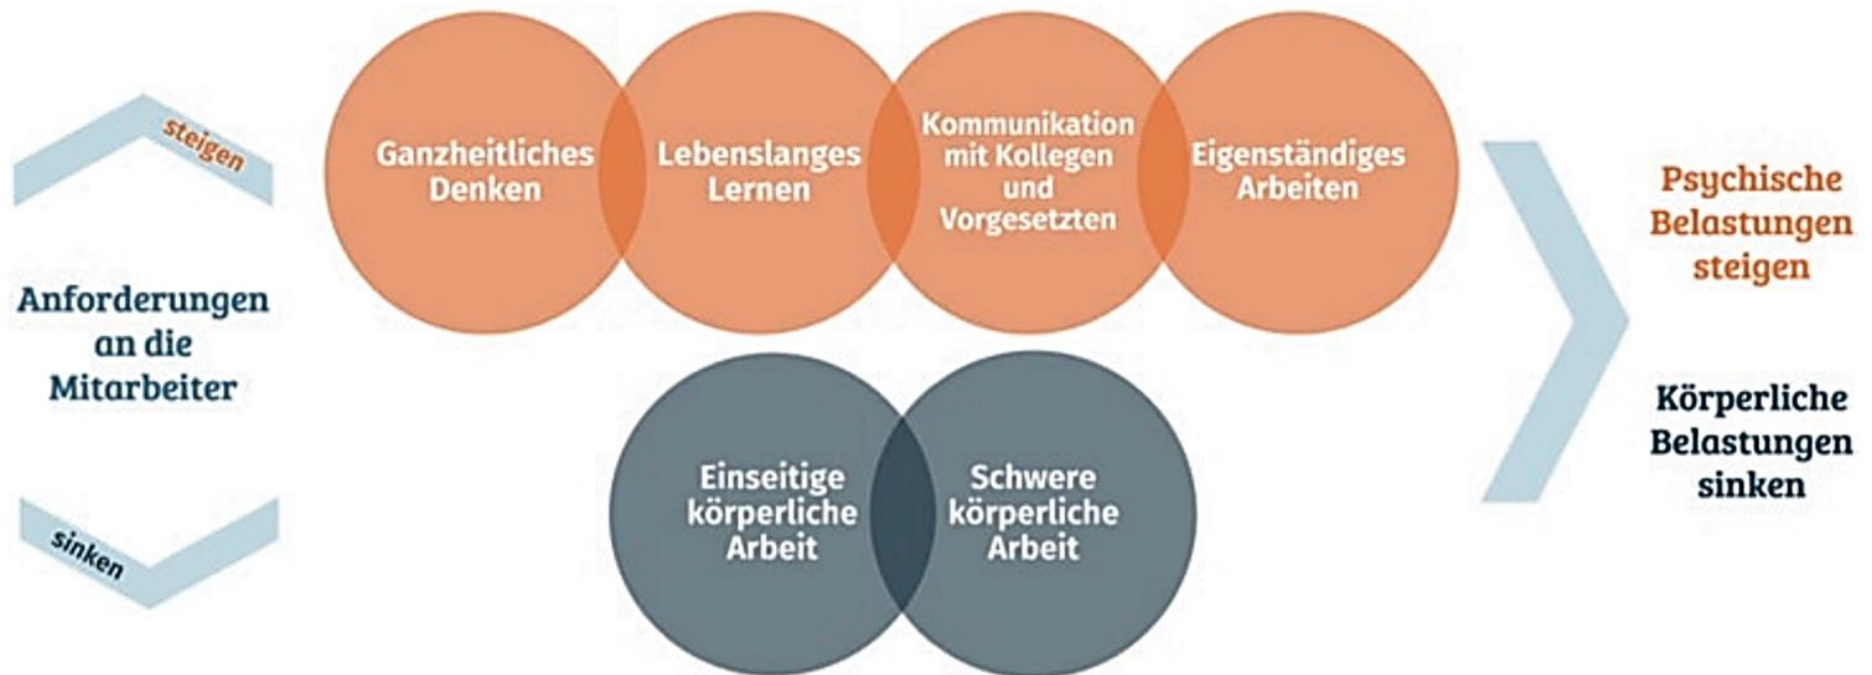 steigen
Anforderungen
an die
Mitarbeiter
sinken
Ganzheitliches
Denken
Lebenslanges
Lernen
Kommunikation
mit Kollegen
und
Vorgesetzten
Eigenständiges
Arbeiten
Einseitige
körperliche
Arbeit
Schwere
körperliche
Arbeit
Psychische
Belastungen
steigen
Körperliche
Belastungen
sinken